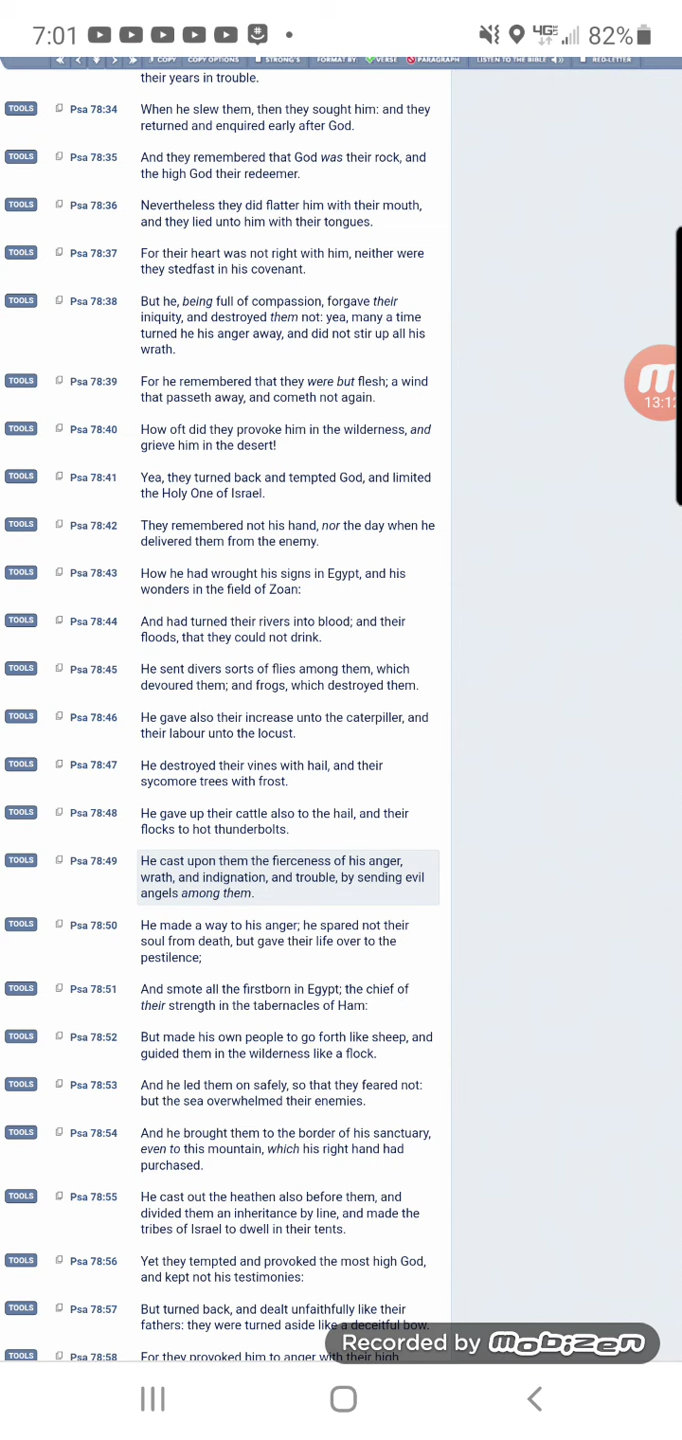 7:01 82%
COPY COPY OPTIONS STRONG'S FORMAT BY VERSE PARAGRAPH LISTEN TO THE BIBLE RED-LETTER
their years in trouble.
TOOLS Psa 78:34 When he slew them, then they sought him: and they
returned and enquired early after God.
TOOLS Psa 78:35 And they remembered that God was their rock, and
the high God their redeemer.
TOOLS Psa 78:36 Nevertheless they did flatter him with their mouth,
and they lied unto him with their tongues.
TOOLS Psa 78:37 For their heart was not right with him, neither were
they stedfast in his covenant.
TOOLS Psa 78:38 But he, being full of compassion, forgave their
iniquity, and destroyed them not: yea, many a time
turned he his anger away, and did not stir up all his
wrath.
TOOLS Psa 78:39 For he remembered that they were but flesh; a wind
that passeth away, and cometh not again.
13:12
TOOLS Psa 78:40 How oft did they provoke him in the wilderness, and
grieve him in the desert!
TOOLS Psa 78:41 Yea, they turned back and tempted God, and limited
the Holy One of Israel.
TOOLS Psa 78:42 They remembered not his hand, nor the day when he
delivered them from the enemy.
TOOLS Psa 78:43 How he had wrought his signs in Egypt, and his
wonders in the field of Zoan:
TOOLS Psa 78:44 And had turned their rivers into blood; and their
floods, that they could not drink.
TOOLS Psa 78:45 He sent divers sorts of flies among them, which
devoured them; and frogs, which destroyed them.
TOOLS Psa 78:46 He gave also their increase unto the caterpiller, and
their labour unto the locust.
TOOLS Psa 78:47 He destroyed their vines with hail, and their
sycomore trees with frost.
TOOLS Psa 78:48 He gave up their cattle also to the hail, and their
flocks to hot thunderbolts.
TOOLS Psa 78:49 He cast upon them the fierceness of his anger,
wrath, and indignation, and trouble, by sending evil
angels among them.
TOOLS Psa 78:50 He made a way to his anger; he spared not their
soul from death, but gave their life over to the
pestilence;
TOOLS Psa 78:51 And smote all the firstborn in Egypt; the chief of
their strength in the tabernacles of Ham:
TOOLS Psa 78:52 But made his own people to go forth like sheep, and
guided them in the wilderness like a flock.
TOOLS Psa 78:53 And he led them on safely, so that they feared not:
but the sea overwhelmed their enemies.
TOOLS Psa 78:54 And he brought them to the border of his sanctuary,
even to this mountain, which his right hand had
purchased.
TOOLS Psa 78:55 He cast out the heathen also before them, and
divided them an inheritance by line, and made the
tribes of Israel to dwell in their tents.
TOOLS Psa 78:56 Yet they tempted and provoked the most high God,
and kept not his testimonies:
TOOLS Psa 78:57 But turned back, and dealt unfaithfully like their
fathers: they were turned aside like a deceitful bow.
Recorded by mobizen
TOOLS Psa 78:58 For they provoked him to anger with their high